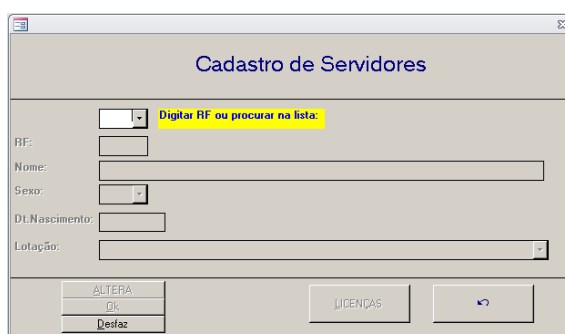 Cadastro de Servidores
Digitar RF ou procurar na lista:
RF:
Nome:
Sexo:
Dt.Nascimento:
Lotação:
ALTERA
Ok
Desfaz
LICENÇAS